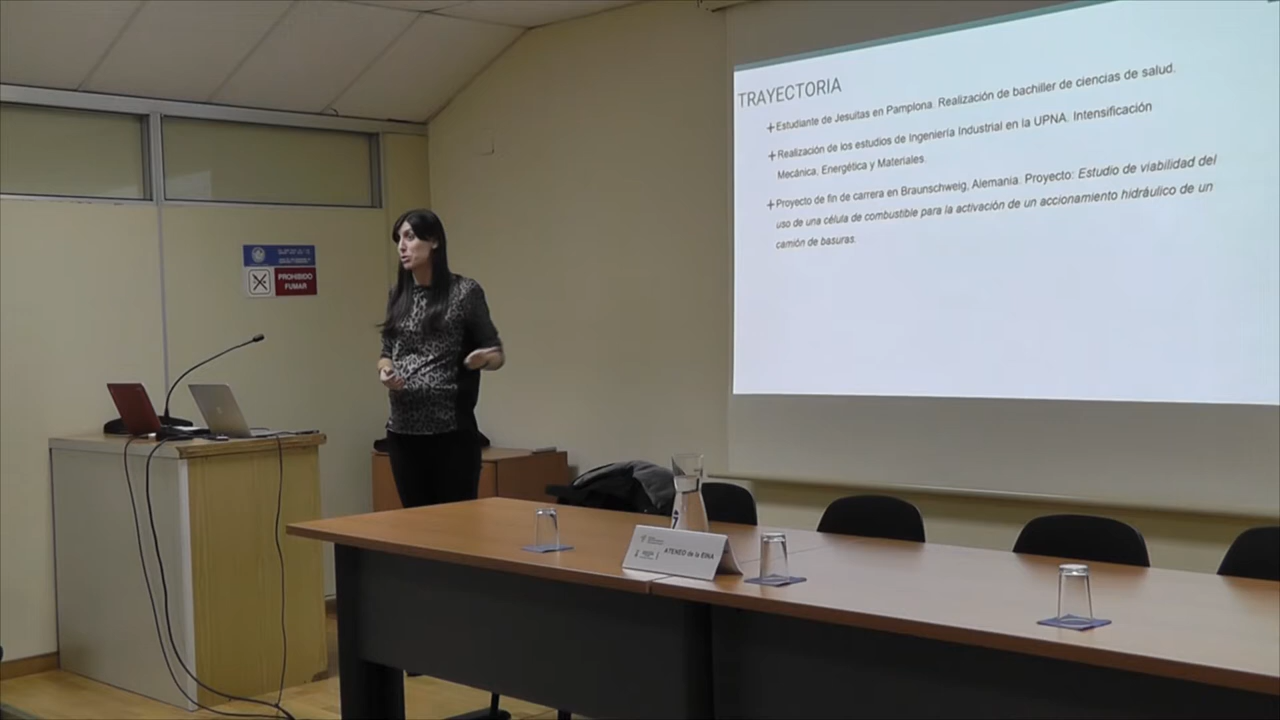 TRAYECTORIA
+Estudiante de Jesuitas en Pamplona. Realización de bachiller de ciencias de salud.
+Realización de los estudios de Ingeniería Industrial en la UPNA. Intensificación
Mecánica, Energética y Materiales.
+Proyecto de fin de carrera en Braunschweig, Alemania. Proyecto: Estudio de viabilidad del
uso de una célula de combustible para la activación de un accionamiento hidráulico de un
camión de basuras.
PROHIBIDO
FUMAR
ATENEO de la EINA